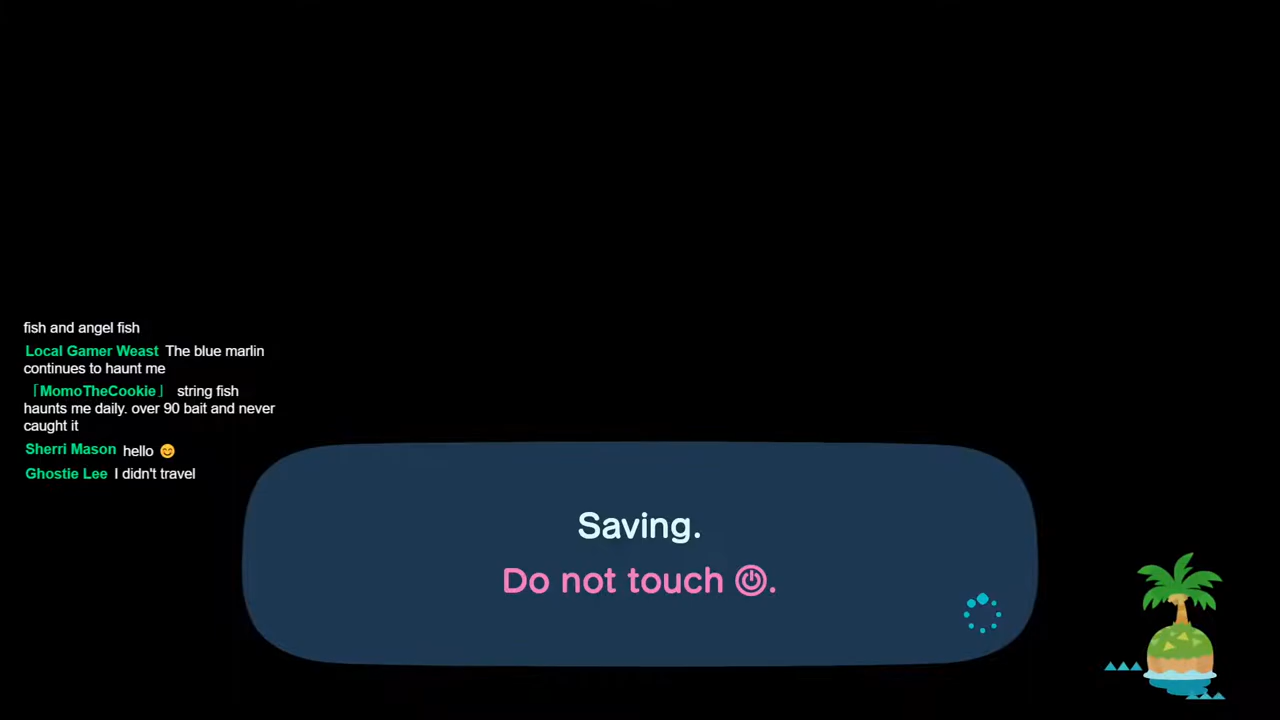 fish and angel fish
Local Gamer Weast The blue marlin
continues to haunt me
「MomoTheCookie」 string fish
haunts me daily. over 90 bait and never
caught it
Sherri Mason hello 😊
Ghostie Lee I didn't travel
Saving.
Do not touch ⏻.